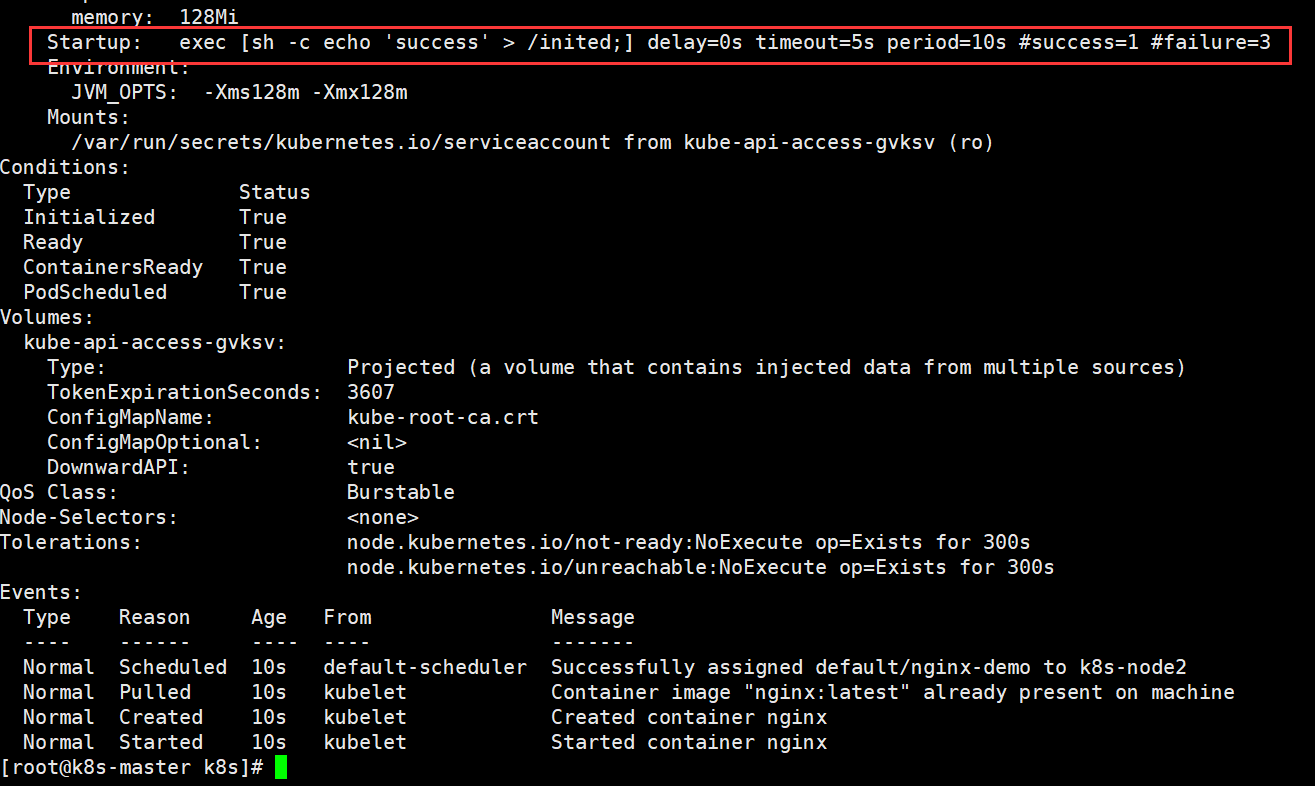 memory:  128Mi
Startup:   exec [sh -c echo 'success' > /inited;] delay=0s timeout=5s period=10s #success=1 #failure=3
Environment:
JVM_OPTS:  -Xms128m -Xmx128m
Mounts:
/var/run/secrets/kubernetes.io/serviceaccount from kube-api-access-gvksv (ro)
Conditions:
Type              Status
Initialized       True
Ready             True
ContainersReady   True
PodScheduled      True
Volumes:
kube-api-access-gvksv:
Type:                    Projected (a volume that contains injected data from multiple sources)
TokenExpirationSeconds:  3607
ConfigMapName:           kube-root-ca.crt
ConfigMapOptional:       <nil>
DownwardAPI:             true
QoS Class:                   Burstable
Node-Selectors:              <none>
Tolerations:                 node.kubernetes.io/not-ready:NoExecute op=Exists for 300s
node.kubernetes.io/unreachable:NoExecute op=Exists for 300s
Events:
Type    Reason     Age   From               Message
----    ------     ----  ----               -------
Normal  Scheduled  10s   default-scheduler  Successfully assigned default/nginx-demo to k8s-node2
Normal  Pulled     10s   kubelet            Container image "nginx:latest" already present on machine
Normal  Created    10s   kubelet            Created container nginx
Normal  Started    10s   kubelet            Started container nginx
[root@k8s-master k8s]#